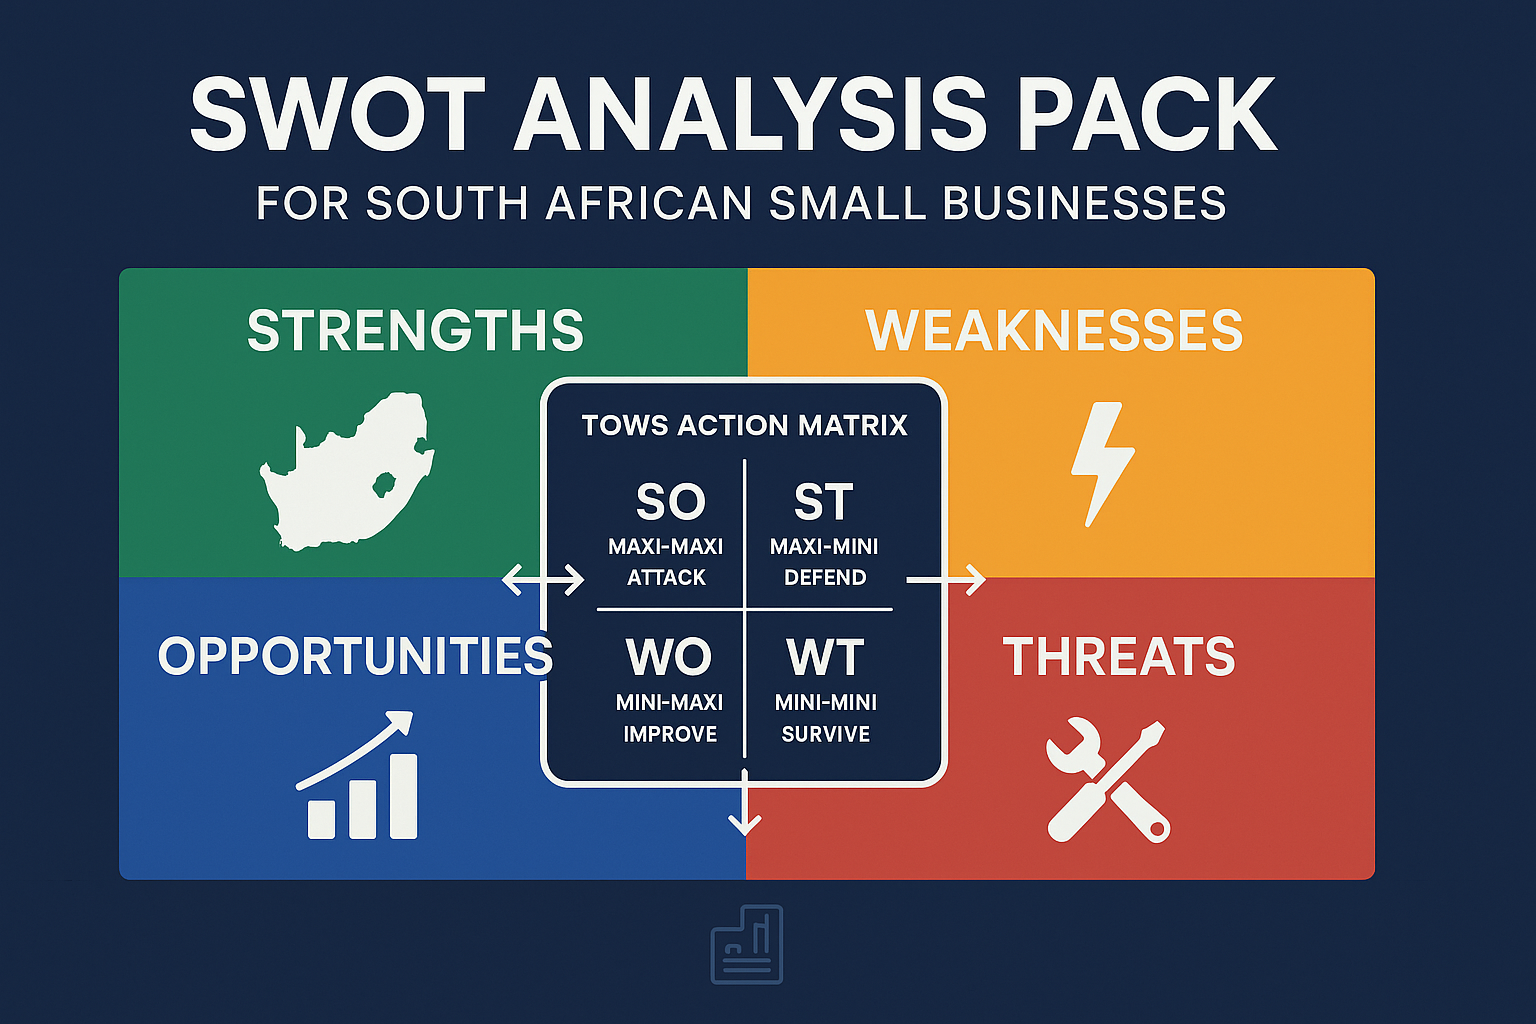 SWOT ANALYSIS PACK
FOR SOUTH AFRICAN SMALL BUSINESSES
STRENGTHS
WEAKNESSES
TOWS ACTION MATRIX
SO
MAXI-MAXI
ATTACK
ST
MAXI-MINI
DEFEND
WO
MINI-MAXI
IMPROVE
WT
MINI-MINI
SURVIVE
OPPORTUNITIES
THREATS